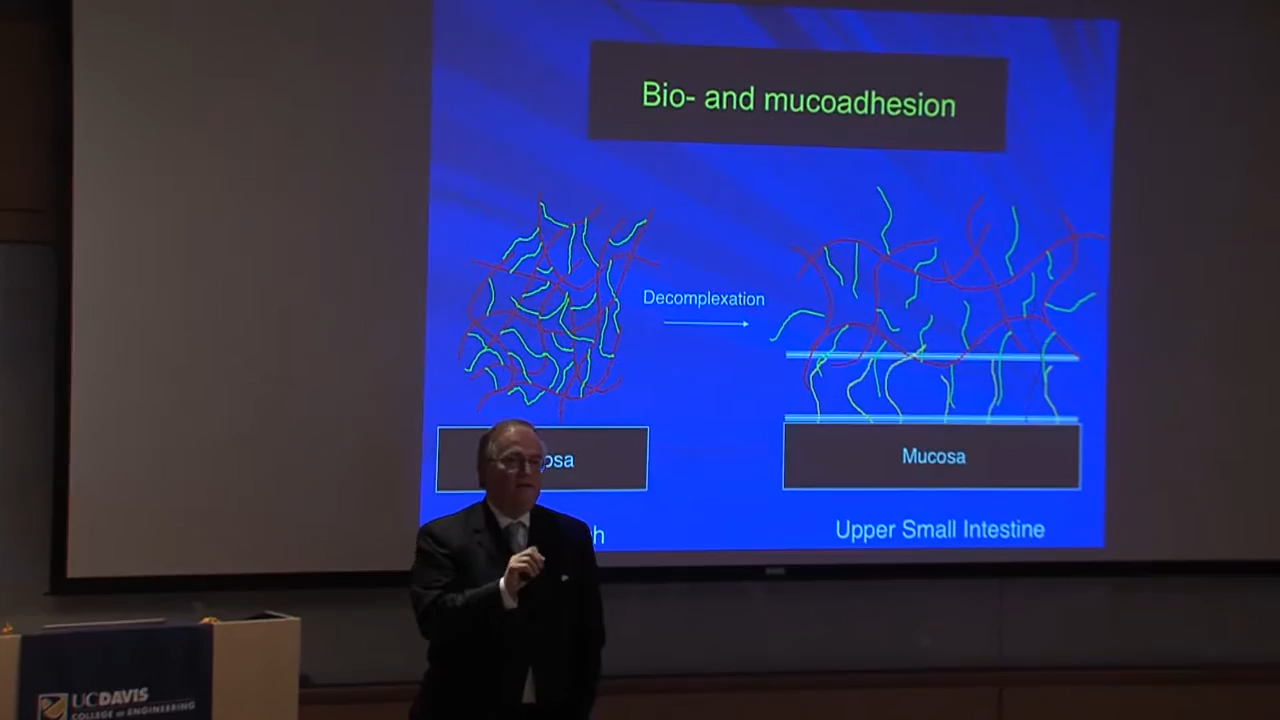 Bio- and mucoadhesion
Decomplexation
Mucosa
Upper Small Intestine
UCDAVIS
COLLEGE OF ENGINEERING